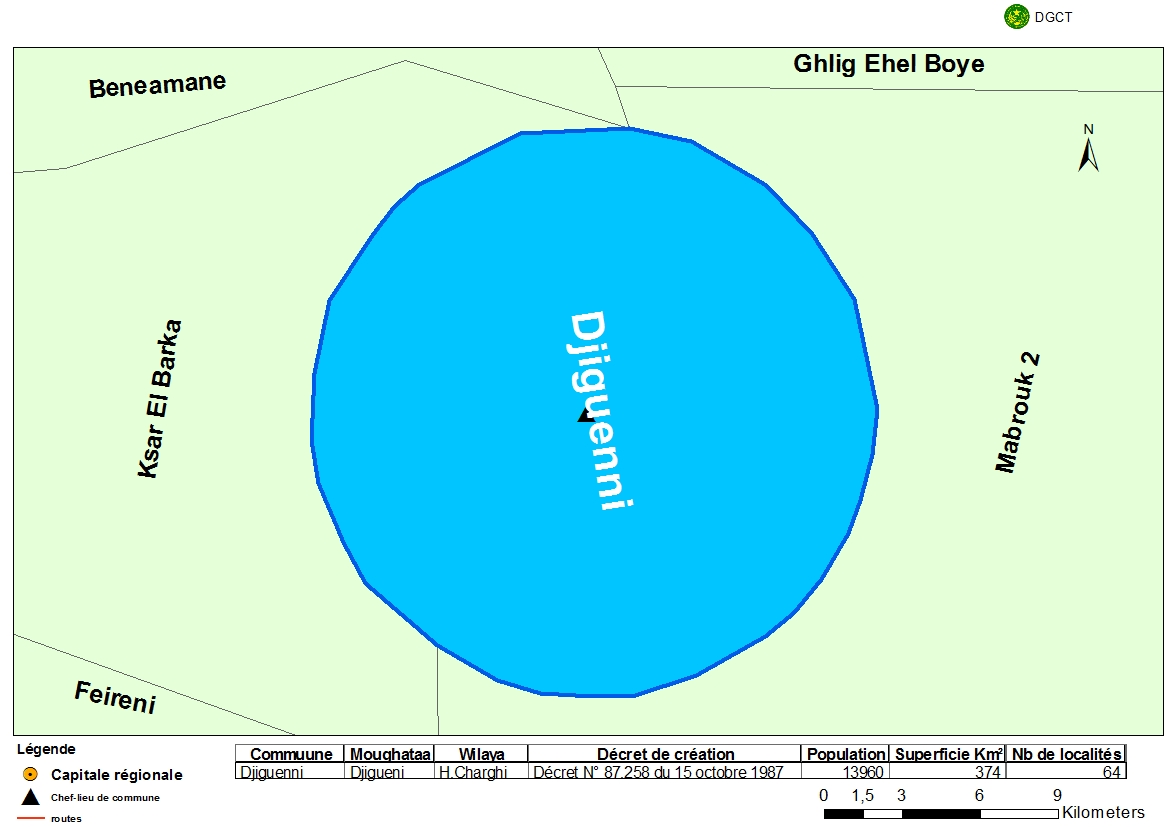 DGCT
Beneamane
Ghlig Ehel Boye
N
Djiguenni
Ksar El Barka
Mabrouk 2
Feireni
Légende
Capitale régionale
Chef-lieu de commune
routes
Commuune Moughataa Wilaya Décret de création Population Superficie Km² Nb de localités
Djiguenni Djigueni H.Charghi Décret N° 87.258 du 15 octobre 1987 13960 374 64
0 1,5 3 6 9
Kilometers